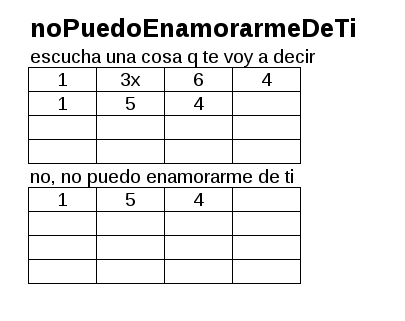 noPuedoEnamorarmeDeTi
escucha una cosa q te voy a decir
1 3x 6 4
1 5 4
no, no puedo enamorarme de ti
1 5 4